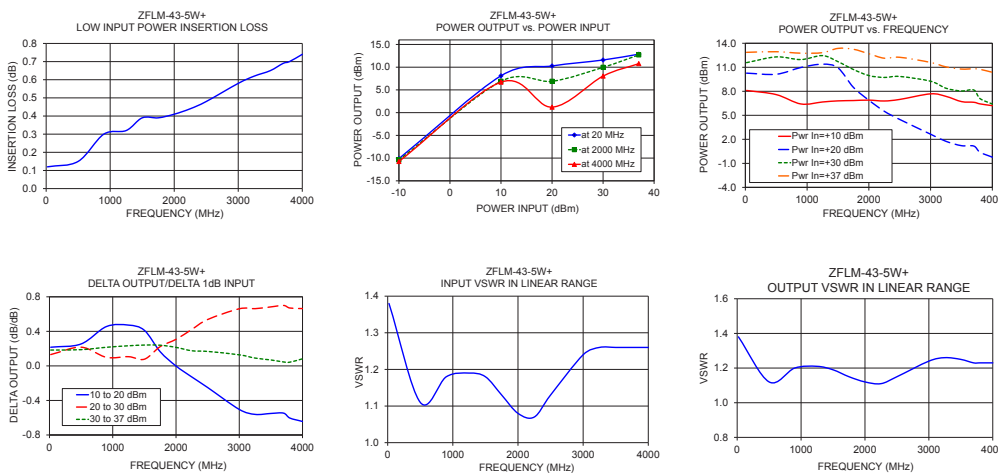 ZFLM-43-5W+
LOW INPUT POWER INSERTION LOSS
INSERTION LOSS (dB)
0.8
0.7
0.6
0.5
0.4
0.3
0.2
0.1
0.0
0 1000 2000 3000 4000
FREQUENCY (MHz)
ZFLM-43-5W+
POWER OUTPUT vs. POWER INPUT
POWER OUTPUT (dBm)
15.0
10.0
5.0
0.0
-5.0
-10.0
-15.0
at 20 MHz
at 2000 MHz
at 4000 MHz
-10 0 10 20 30 40
POWER INPUT (dBm)
ZFLM-43-5W+
POWER OUTPUT vs. FREQUENCY
POWER OUTPUT (dBm)
14.0
11.0
8.0
5.0
2.0
-1.0
-4.0
Pwr In=+10 dBm
Pwr In=+20 dBm
Pwr In=+30 dBm
Pwr In=+37 dBm
0 1000 2000 3000 400
FREQUENCY (MHz)
ZFLM-43-5W+
DELTA OUTPUT/DELTA 1dB INPUT
DELTA OUTPUT (dB/dB)
0.8
0.4
0.0
-0.4
-0.8
10 to 20 dBm
20 to 30 dBm
30 to 37 dBm
0 1000 2000 3000 4000
FREQUENCY (MHz)
ZFLM-43-5W+
INPUT VSWR IN LINEAR RANGE
VSWR
1.4
1.3
1.2
1.1
1.0
0 1000 2000 3000 4000
FREQUENCY (MHz)
ZFLM-43-5W+
OUTPUT VSWR IN LINEAR RANGE
VSWR
1.6
1.4
1.2
1.0
0.8
0 1000 2000 3000 400
FREQUENCY (MHz)